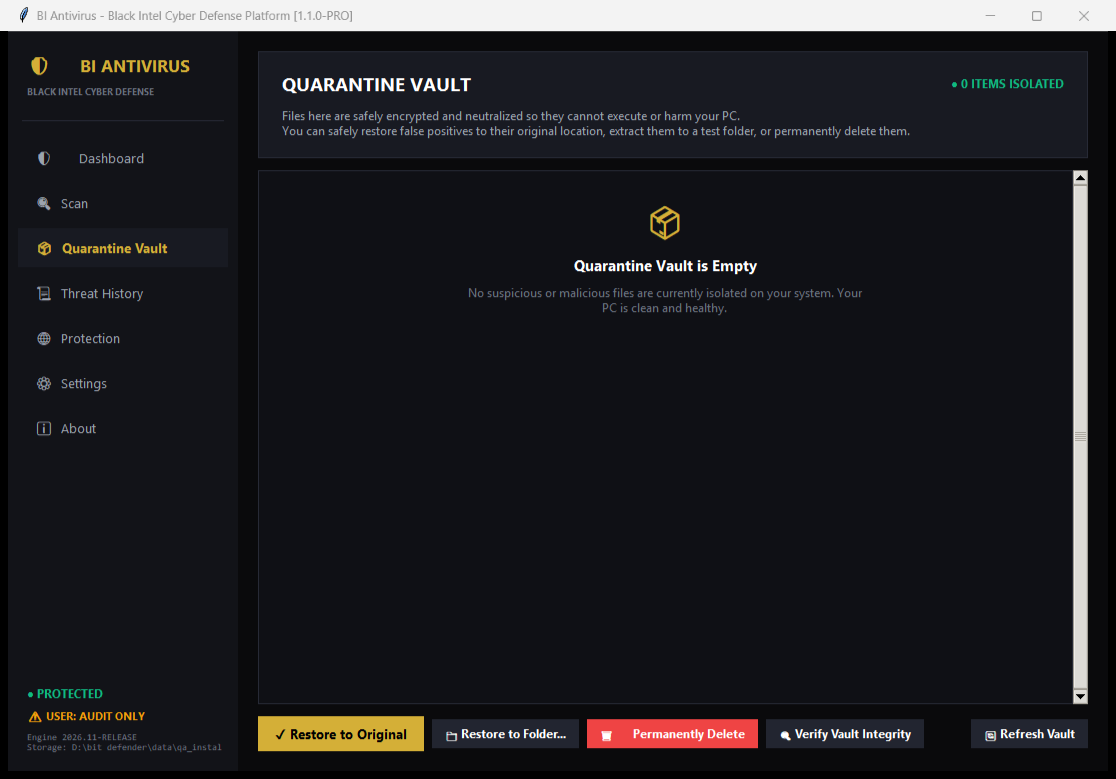 BI Antivirus - Black Intel Cyber Defense Platform [1.1.0-PRO]
BI ANTIVIRUS
BLACK INTEL CYBER DEFENSE
Dashboard
Scan
Quarantine Vault
Threat History
Protection
Settings
About
● PROTECTED
⚠ USER: AUDIT ONLY
Engine 2026.11-RELEASE
Storage: D:\bit defender\data\qa_instal
QUARANTINE VAULT
● 0 ITEMS ISOLATED
Files here are safely encrypted and neutralized so they cannot execute or harm your PC.
You can safely restore false positives to their original location, extract them to a test folder, or permanently delete them.
Quarantine Vault is Empty
No suspicious or malicious files are currently isolated on your system. Your
PC is clean and healthy.
✓ Restore to Original
Restore to Folder...
Permanently Delete
Verify Vault Integrity
Refresh Vault